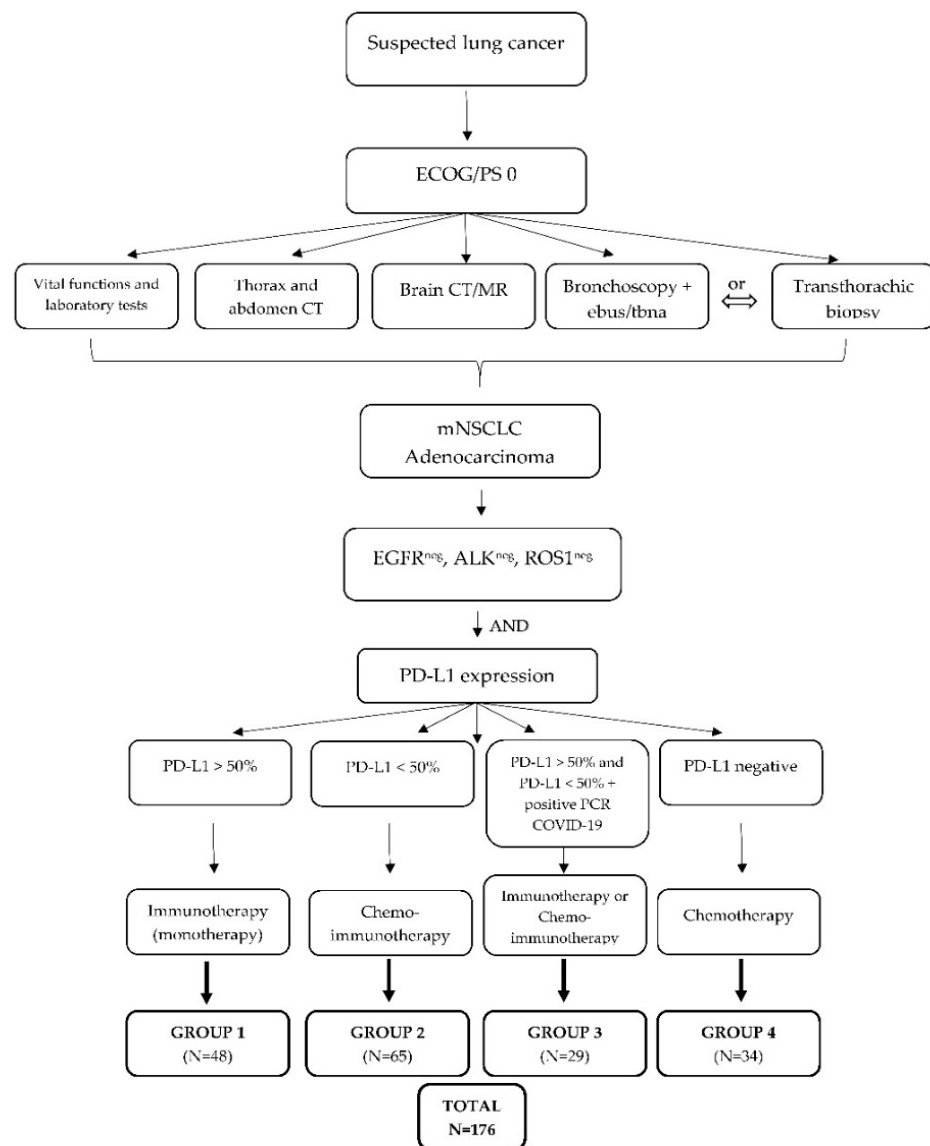 Suspected lung cancer
ECOG/PS 0
Vital functions and
laboratory tests
Thorax and
abdomen CT
Brain CT/MR
Bronchoscopy +
ebus/tbna
or
Transthorachic
biopsy
mNSCLC
Adenocarcinoma
EGFRⁿᵉᵍ, ALKⁿᵉᵍ, ROS1ⁿᵉᵍ
AND
PD-L1 expression
PD-L1 > 50%
PD-L1 < 50%
PD-L1 > 50% and
PD-L1 < 50% +
positive PCR
COVID-19
PD-L1 negative
Immunotherapy
(monotherapy)
Chemo-
immunotherapy
Immunotherapy or
Chemo-
immunotherapy
Chemotherapy
GROUP 1
(N=48)
GROUP 2
(N=65)
GROUP 3
(N=29)
GROUP 4
(N=34)
TOTAL
N=176